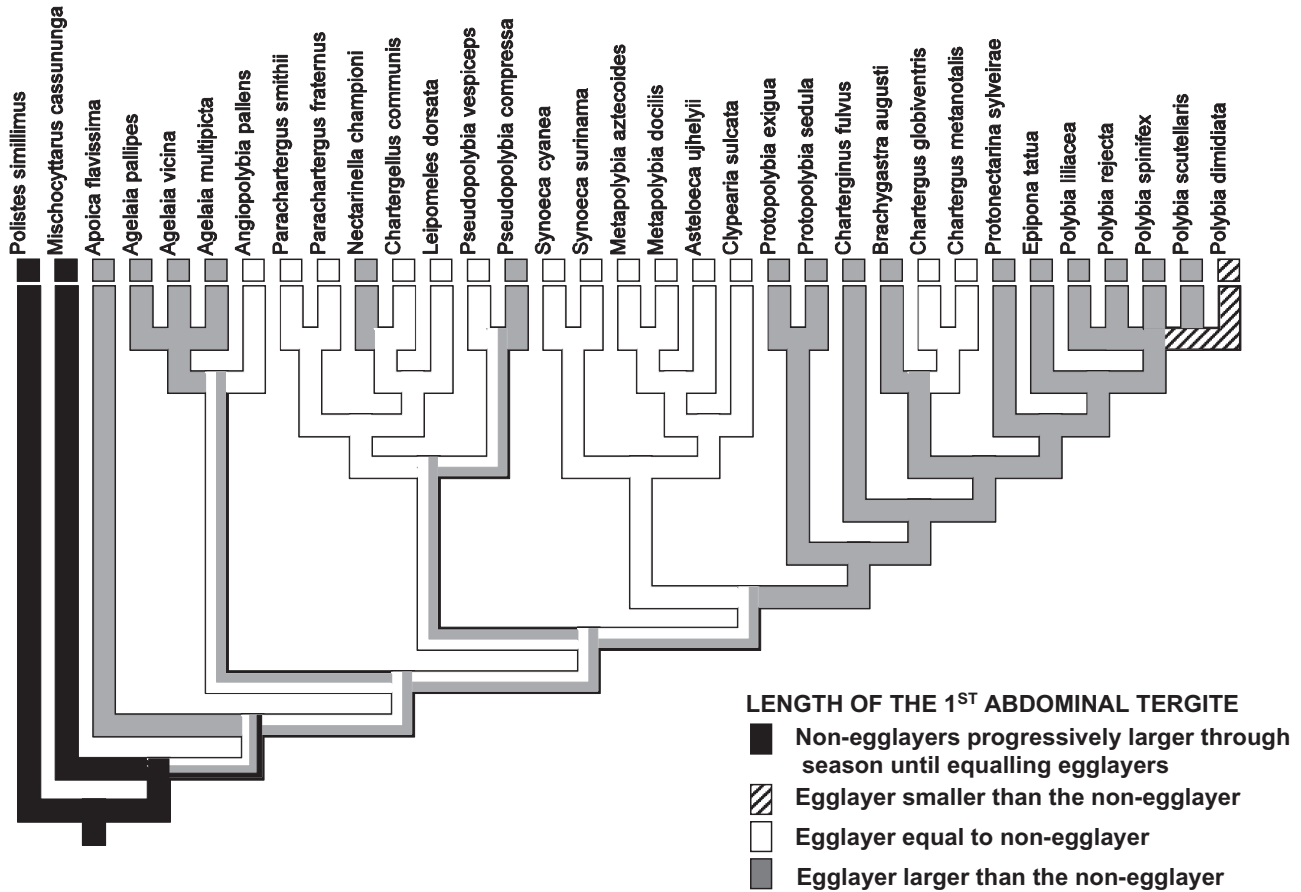 Polistes simillimus
Mischocyttarus cassununga
Apoica flavissima
Agelaia pallipes
Agelaia vicina
Agelaia multipicta
Angiopolybia pallens
Parachartergus smithii
Parachartergus fraternus
Nectarinella championi
Chartergellus communis
Leipomeles dorsata
Pseudopolybia vespiceps
Pseudopolybia compressa
Synoeca cyanea
Synoeca surinama
Metapolybia aztecoides
Metapolybia docilis
Asteloeca ujhelyii
Clypearia sulcata
Protopolybia exigua
Protopolybia sedula
Charterginus fulvus
Brachygastra augusti
Chartergus globiventris
Chartergus metanotalis
Protonectarina sylveirae
Epipona tatua
Polybia liliacea
Polybia rejecta
Polybia spinifex
Polybia scutellaris
Polybia dimidiata
LENGTH OF THE 1ST ABDOMINAL TERGITE
Non-egglayers progressively larger through
season until equalling egglayers
Egglayer smaller than the non-egglayer
Egglayer equal to non-egglayer
Egglayer larger than the non-egglayer